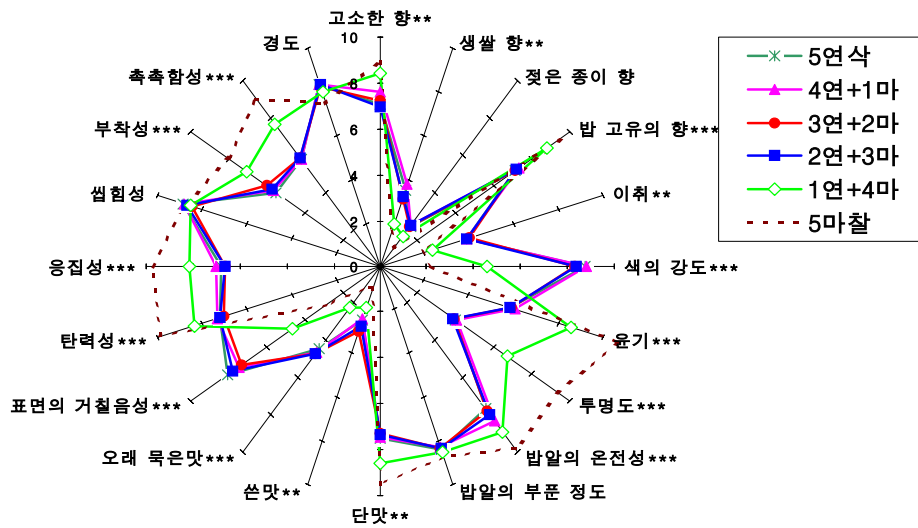 고소한 향**
생쌀 향**
젖은 종이 향
밥 고유의 향***
이취**
색의 강도***
윤기***
투명도***
밥알의 온전성***
밥알의 부푼 정도
단맛**
쓴맛**
오래 묵은맛***
표면의 거칠음성***
탄력성***
응집성***
씹힘성
부착성***
촉촉함성***
경도
10
8
6
4
2
0
5연삭
4연+1마
3연+2마
2연+3마
1연+4마
5마찰